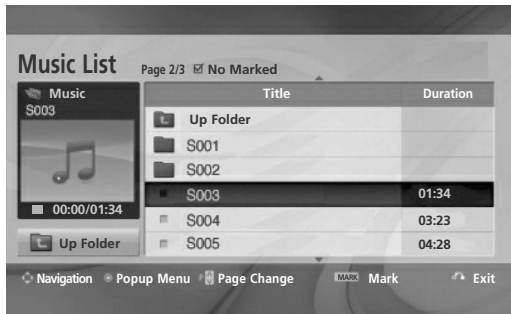 Music List Page 2/3 No Marked
Music
S003
00:00/01:34
Up Folder
Title Duration
Up Folder
S001
S002
S003 01:34
S004 03:23
S005 04:28
Navigation Popup Menu P Page Change MARK Mark Exit